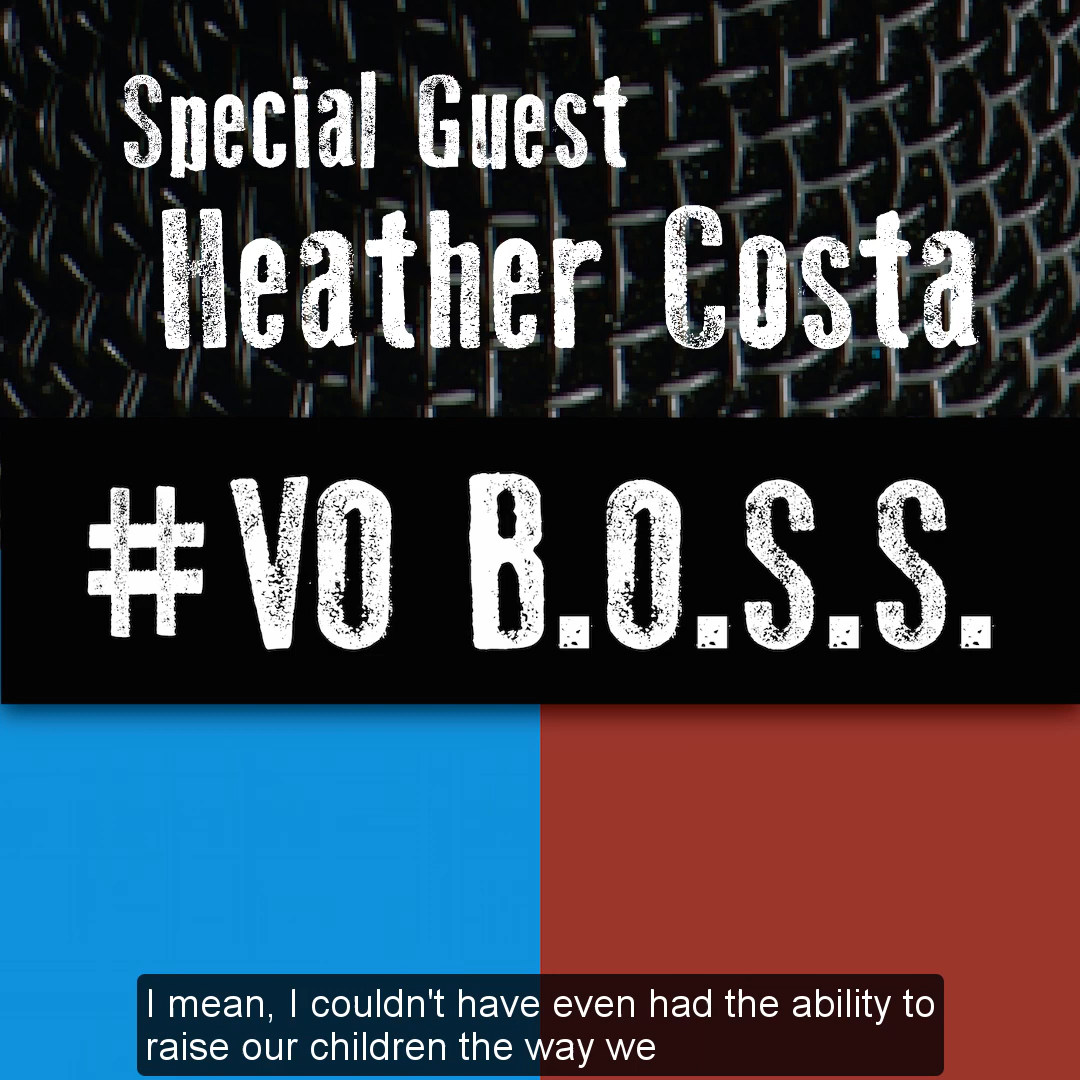 Special Guest
Heather Costa
#VO B.O.S.S.
I mean, I couldn't have even had the ability to
raise our children the way we